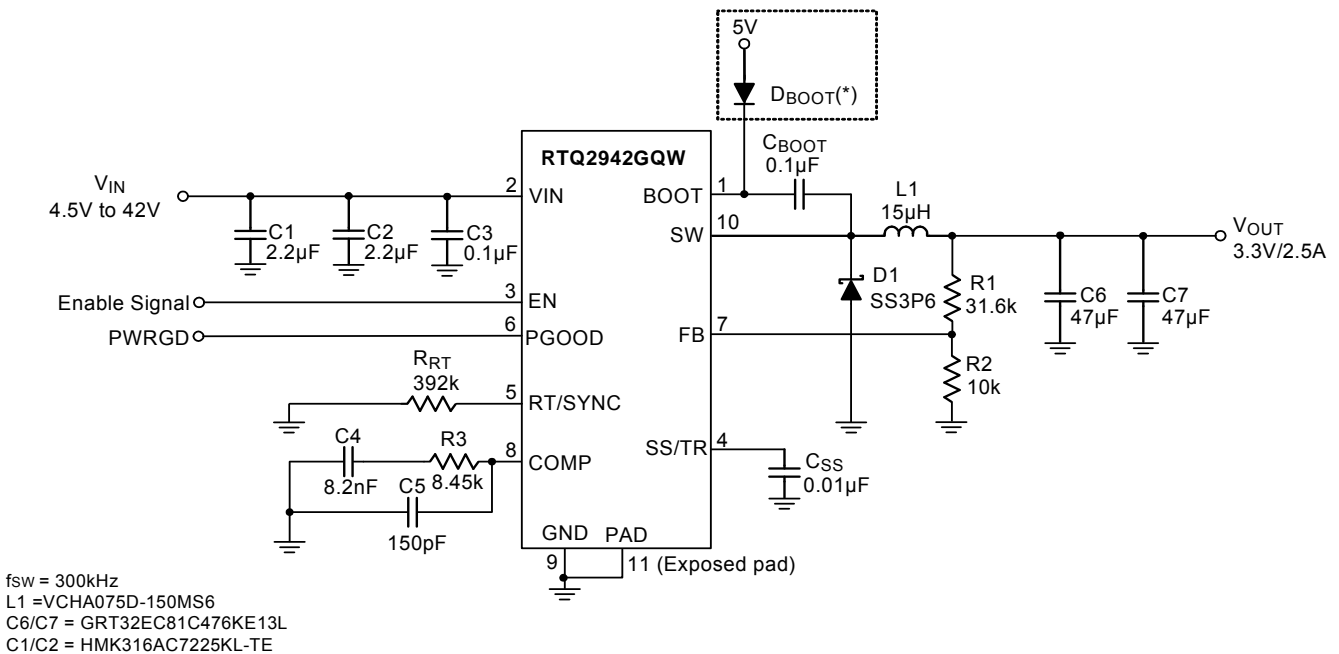 5V
DBOOT(*)
CBOOT
0.1µF
RTQ2942GQW
VIN
4.5V to 42V
2
VIN
BOOT
1
L1
15µH
C1
2.2µF
C2
2.2µF
C3
0.1µF
SW
10
VOUT
3.3V/2.5A
D1
SS3P6
R1
31.6k
C6
47µF
C7
47µF
Enable Signal
3
EN
PWRGD
6
PGOOD
FB
7
R2
10k
RRT
392k
5
RT/SYNC
C4
8.2nF
R3
8.45k
8
COMP
SS/TR
4
CSS
0.01µF
C5
150pF
GND
PAD
9
11 (Exposed pad)
fSW = 300kHz
L1 =VCHA075D-150MS6
C6/C7 = GRT32EC81C476KE13L
C1/C2 = HMK316AC7225KL-TE